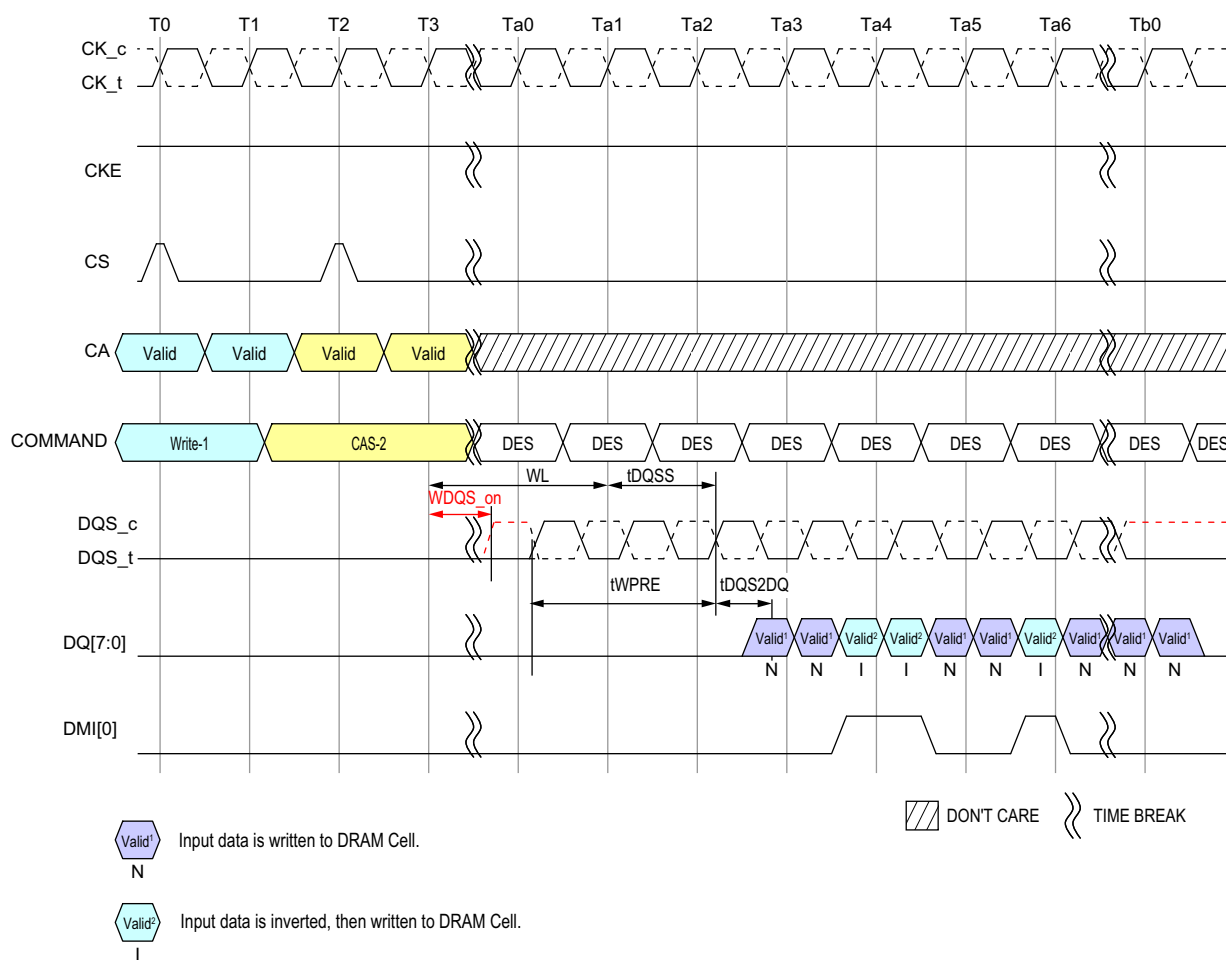 T0 T1 T2 T3 Ta0 Ta1 Ta2 Ta3 Ta4 Ta5 Ta6 Tb0
CK_c
CK_t
CKE
CS
CA Valid Valid Valid Valid
COMMAND Write-1 CAS-2 DES DES DES DES DES DES DES DES DES
WL tDQSS
WDQS_on
DQS_c
DQS_t
tWPRE tDQS2DQ
DQ[7:0] Valid¹ Valid¹ Valid² Valid² Valid¹ Valid¹ Valid² Valid¹ Valid¹ Valid¹
N N I I N N I N N N
DMI[0]
DON'T CARE TIME BREAK
Valid¹ Input data is written to DRAM Cell.
N
Valid² Input data is inverted, then written to DRAM Cell.
I